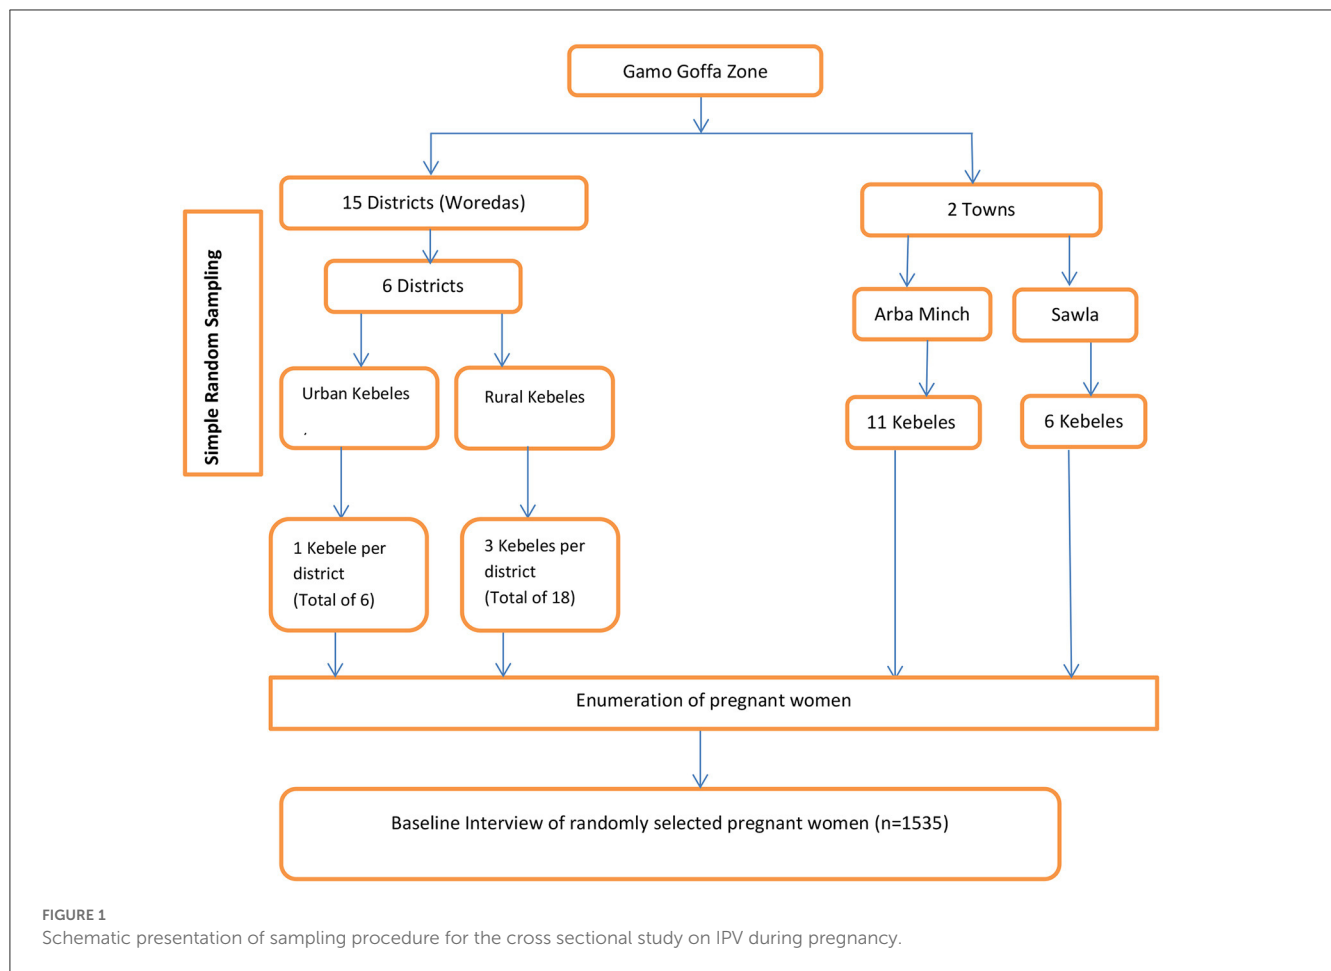 Gamo Goffa Zone
15 Districts (Woredas)
2 Towns
Simple Random Sampling
6 Districts
Arba Minch
Sawla
Urban Kebeles
.
Rural Kebeles
11 Kebeles
6 Kebeles
1 Kebele per
district
(Total of 6)
3 Kebeles per
district
(Total of 18)
Enumeration of pregnant women
Baseline Interview of randomly selected pregnant women (n=1535)
FIGURE 1
Schematic presentation of sampling procedure for the cross sectional study on IPV during pregnancy.